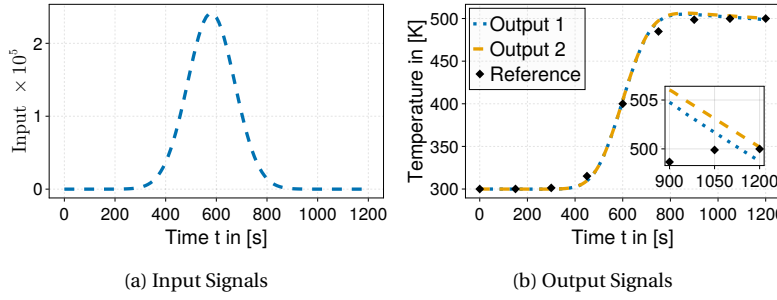 Input ×10⁵
2
1
0
0 200 400 600 800 1000 1200
Time t in [s]
(a) Input Signals
Temperature in [K]
500
450
400
350
300
Output 1
Output 2
Reference
505
500
900 1050 1200
0 200 400 600 800 1000 1200
Time t in [s]
(b) Output Signals